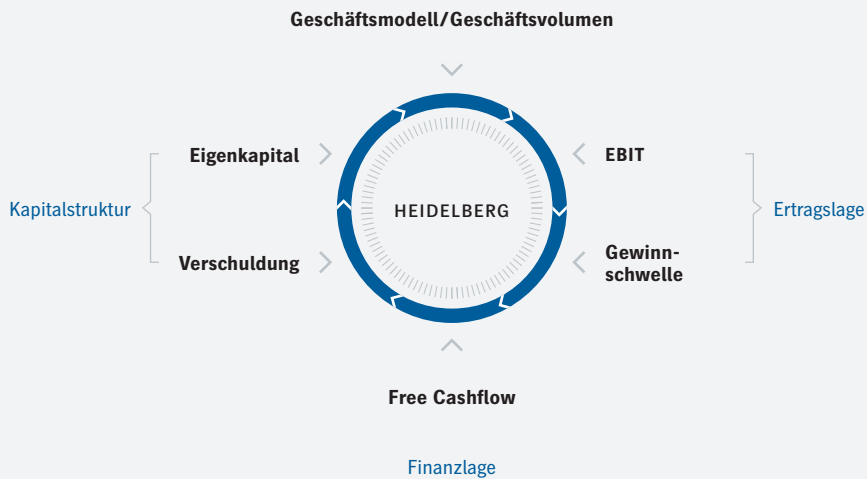 Geschäftsmodell/Geschäftsvolumen
Eigenkapital
EBIT
Kapitalstruktur
HEIDELBERG
Ertragslage
Verschuldung
Gewinn-
schwelle
Free Cashflow
Finanzlage